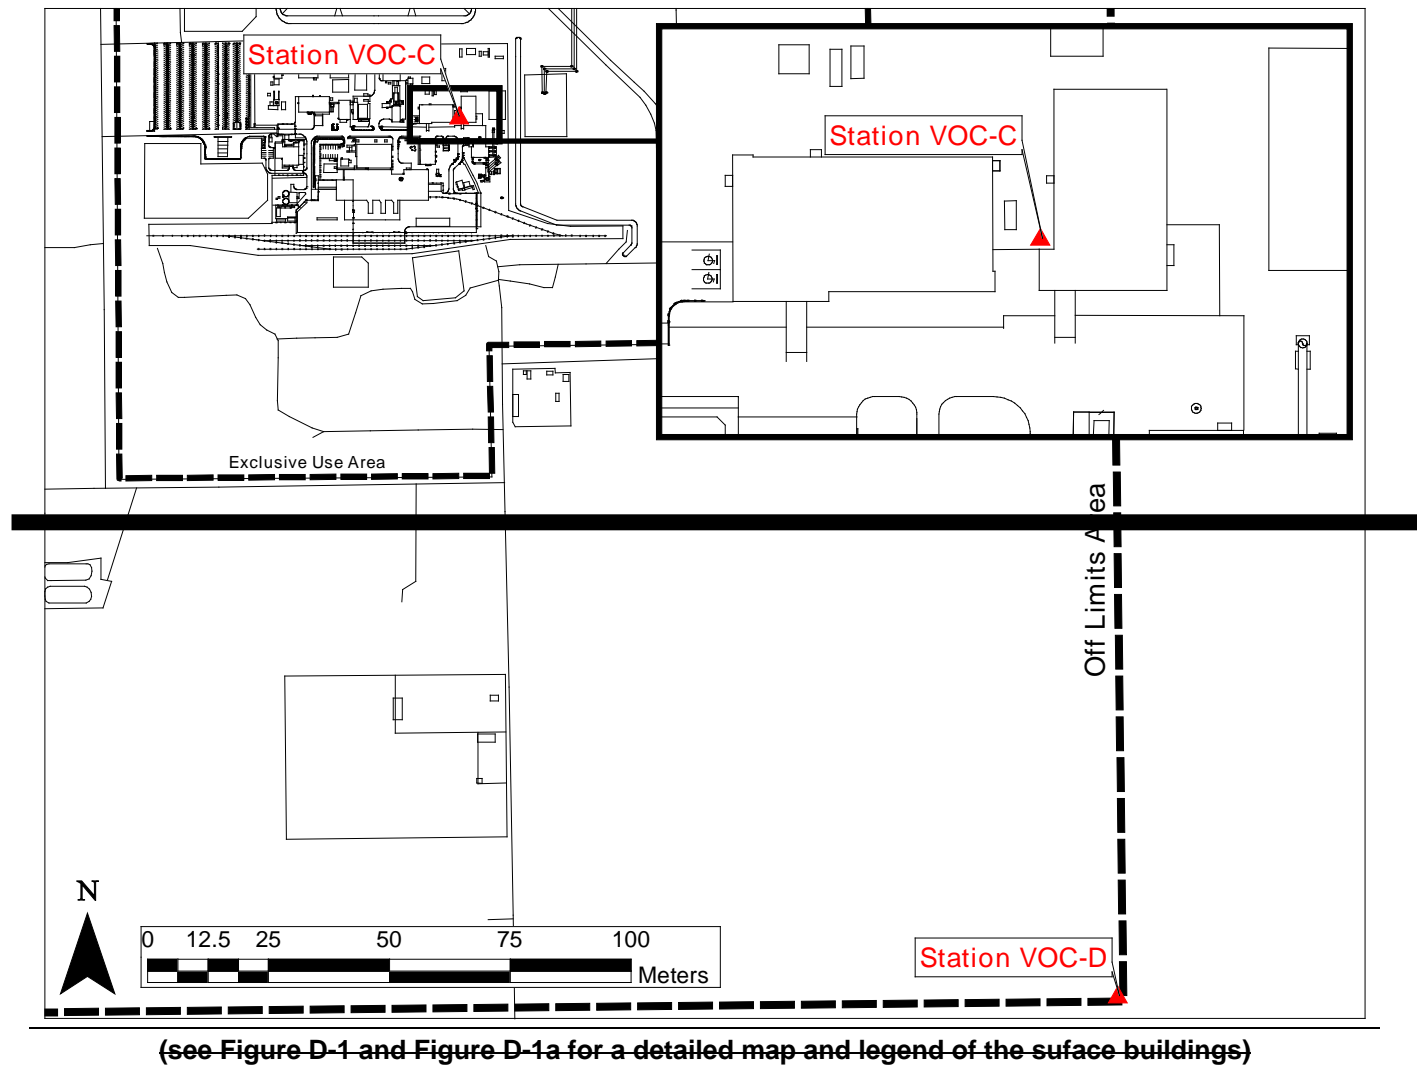 Station VOC-C
Station VOC-C
Exclusive Use Area
Off Limits Area
N
0 12.5 25 50 75 100
Meters
Station VOC-D
(see Figure D-1 and Figure D-1a for a detailed map and legend of the suface buildings)